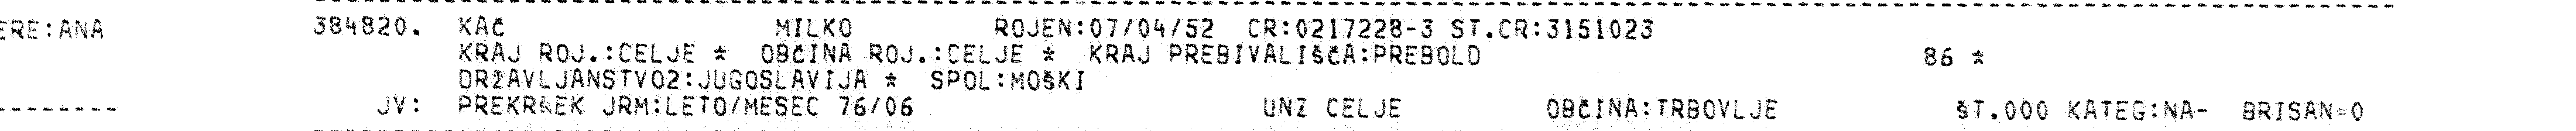 ERE:ANA 384820. KAČ MILKO ROJEN:07/04/52 CR:0217228-3 ST.CR:3151023
KRAJ ROJ.:CELJE * OBČINA ROJ.:CELJE * KRAJ PREBIVALIŠČA:PREBOLD 86 *
DRŽAVLJANSTVO2:JUGOSLAVIJA * SPOL:MOŠKI
JV: PREKRŠEK JRM:LETO/MESEC 76/06 UNZ CELJE OBČINA:TRBOVLJE ŠT.000 KATEG:NA- BRISAN=0